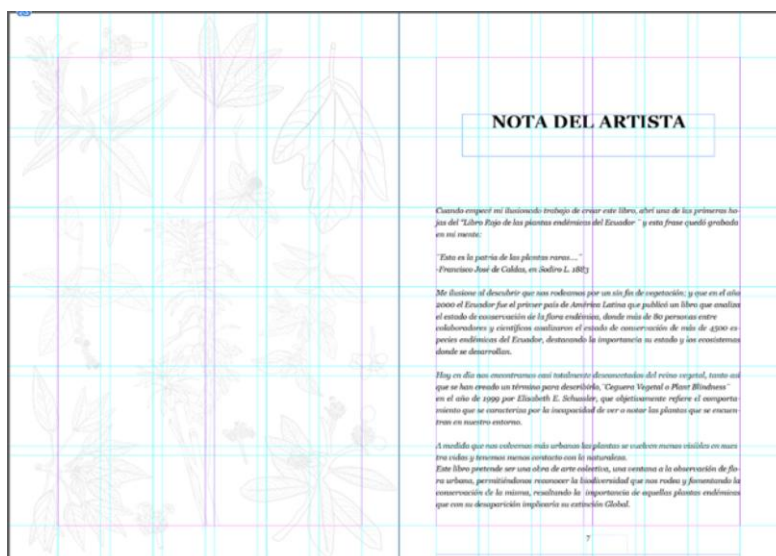 NOTA DEL ARTISTA
Cuando empecé mi ilusionado trabajo de crear este libro, abrí una de las primeras ho-
jas del "Libro Rojo de las plantas endémicas del Ecuador " y esta frase quedó grabada
en mi mente:
"Esta es la patria de las plantas raras...."
-Francisco José de Caldas, en Sodiro L. 1883
Me ilusione al descubrir que nos rodeamos por un sin fin de vegetación; y que en el año
2000 el Ecuador fue el primer país de América Latina que publicó un libro que analiza
el estado de conservación de la flora endémica, donde más de 80 personas entre
colaboradores y científicos analizaron el estado de conservación de más de 4500 es-
pecies endémicas del Ecuador, destacando la importancia su estado y los ecosistemas
donde se desarrollan.
Hoy en día nos encontramos casi totalmente desconectados del reino vegetal, tanto así
que se han creado un término para describirlo, "Ceguera Vegetal o Plant Blindness"
en el año de 1999 por Elisabeth E. Schussler, que objetivamente refiere el comporta-
miento que se caracteriza por la incapacidad de ver o notar las plantas que se encuen-
tran en nuestro entorno.
A medida que nos volvemos más urbanos las plantas se vuelven menos visibles en nues
tra vidas y tenemos menos contacto con la naturaleza.
Este libro pretende ser una obra de arte colectiva, una ventana a la observación de flo-
ra urbana, permitiéndonos reconocer la biodiversidad que nos rodea y fomentando la
conservación de la misma, resaltando la importancia de aquellas plantas endémicas
que con su desaparición implicaría su extinción Global.
7